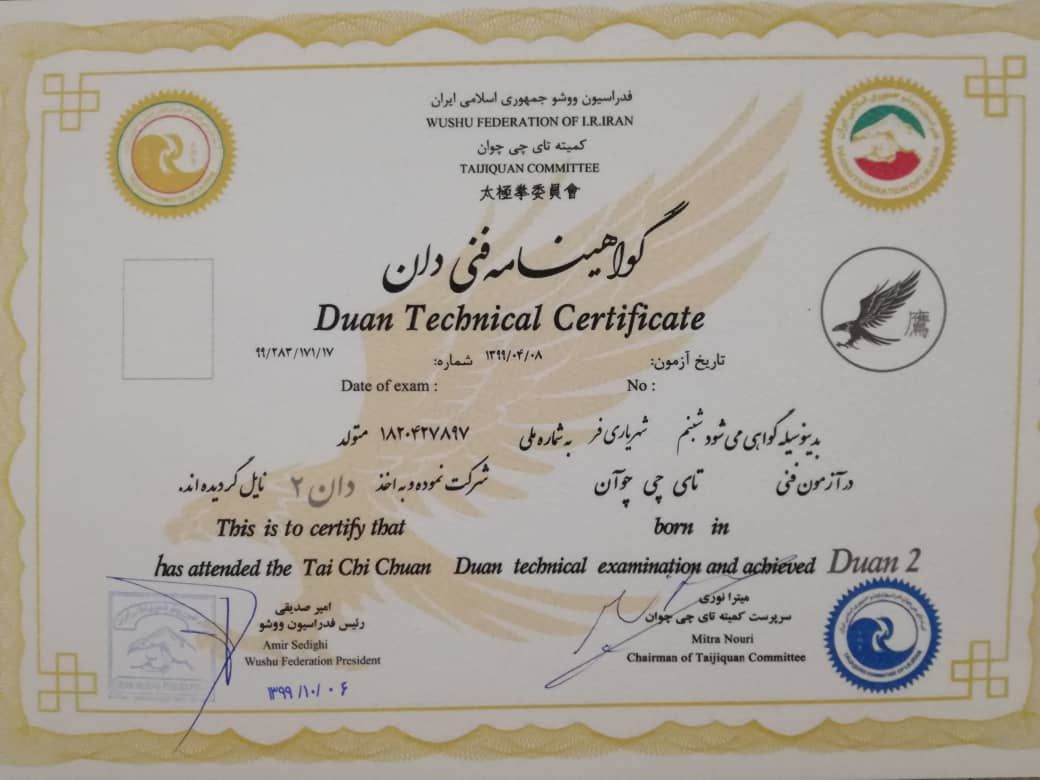 فدراسیون ووشو جمهوری اسلامی ایران
WUSHU FEDERATION OF I.R.IRAN
کمیته تای چی چوان
TAIJIQUAN COMMITTEE
太極拳委員會
گواهینامه فنی دان
Duan Technical Certificate
鷹
تاریخ آزمون: ۱۳۹۹/۰۴/۰۸ شماره: ۹۹/۲۸۳/۱۷۱/۱۷
Date of exam : No :
بدینوسیله گواهی می شود شبنم شهریاری فر به شماره ملی ۱۸۲۰۴۲۷۸۹۷ متولد
در آزمون فنی تای چی چوآن شرکت نموده و به اخذ دان ۲ نایل گردیده اند.
This is to certify that born in
has attended the Tai Chi Chuan Duan technical examination and achieved Duan 2
امیر صدیقی
رئیس فدراسیون ووشو
Amir Sedighi
Wushu Federation President
۱۳۹۹/۱۰/۰۶
میترا نوری
سرپرست کمیته تای چی چوان
Mitra Nouri
Chairman of Taijiquan Committee